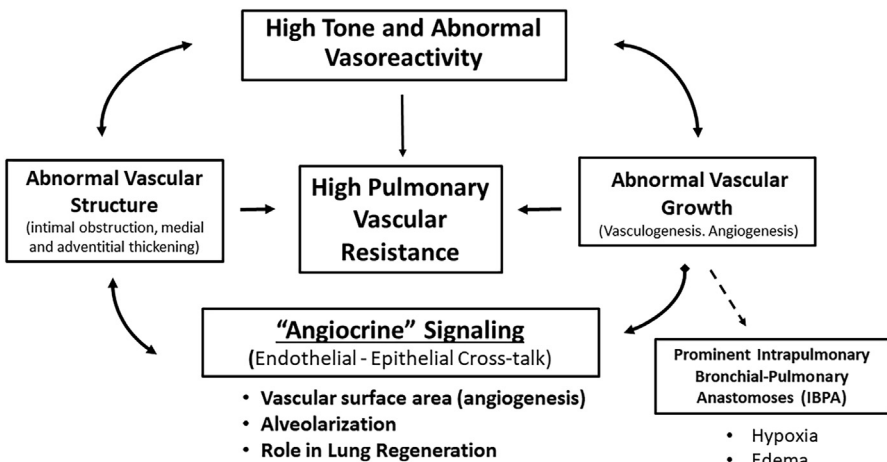 High Tone and Abnormal
Vasoreactivity
Abnormal Vascular
Structure
(intimal obstruction, medial
and adventitial thickening)
High Pulmonary
Vascular
Resistance
Abnormal Vascular
Growth
(Vasculogenesis. Angiogenesis)
“Angiocrine” Signaling
(Endothelial - Epithelial Cross-talk)
• Vascular surface area (angiogenesis)
• Alveolarization
• Role in Lung Regeneration
Prominent Intrapulmonary
Bronchial-Pulmonary
Anastomoses (IBPA)
• Hypoxia
• Edema